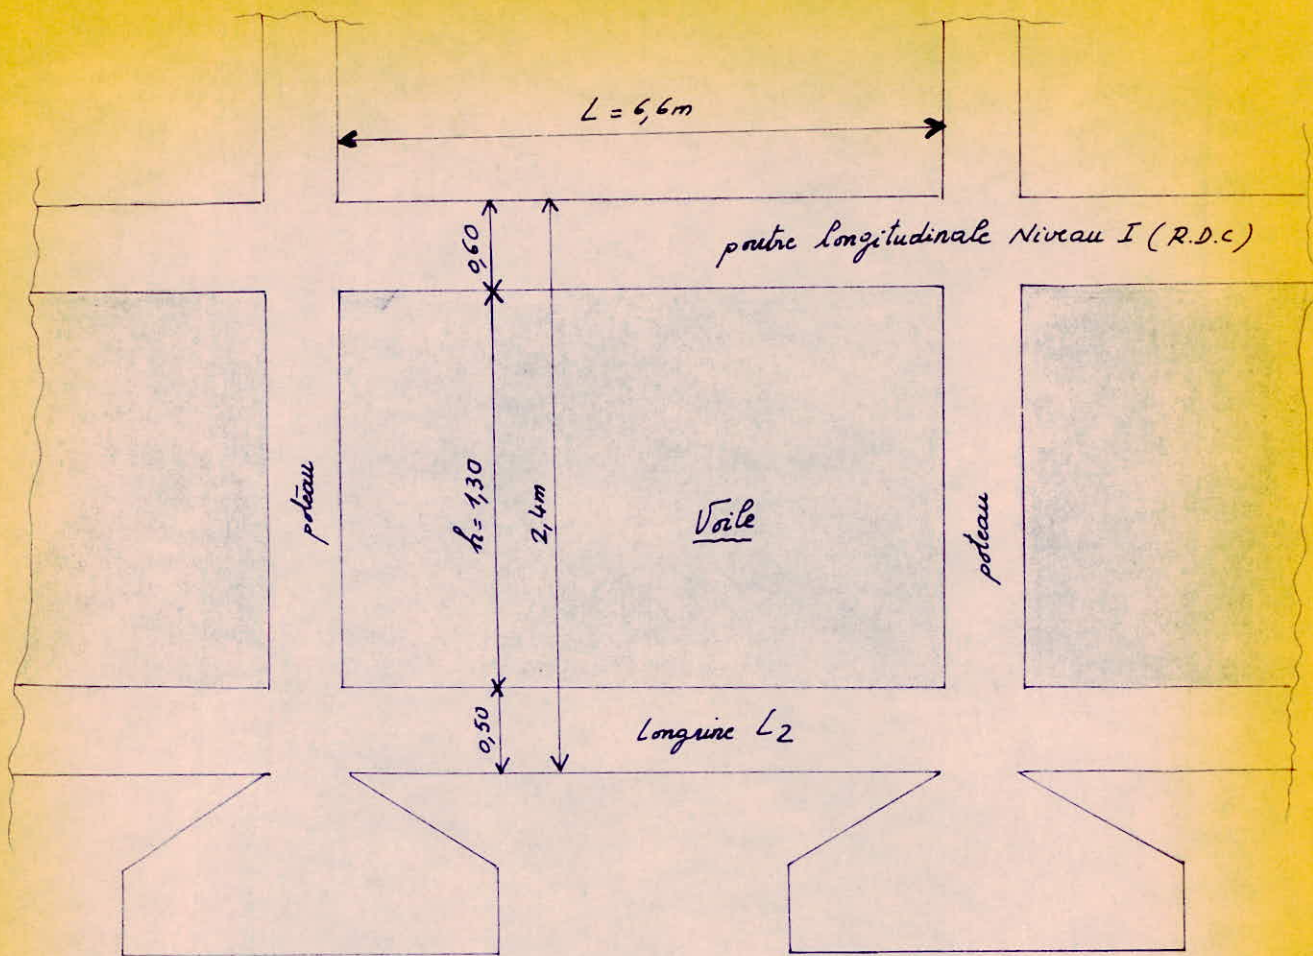 L = 6,6m
poutre longitudinale Niveau I (R.D.C)
0,60
h = 1,30
2,4m
0,50
poteau
Voile
poteau
Longrine L2